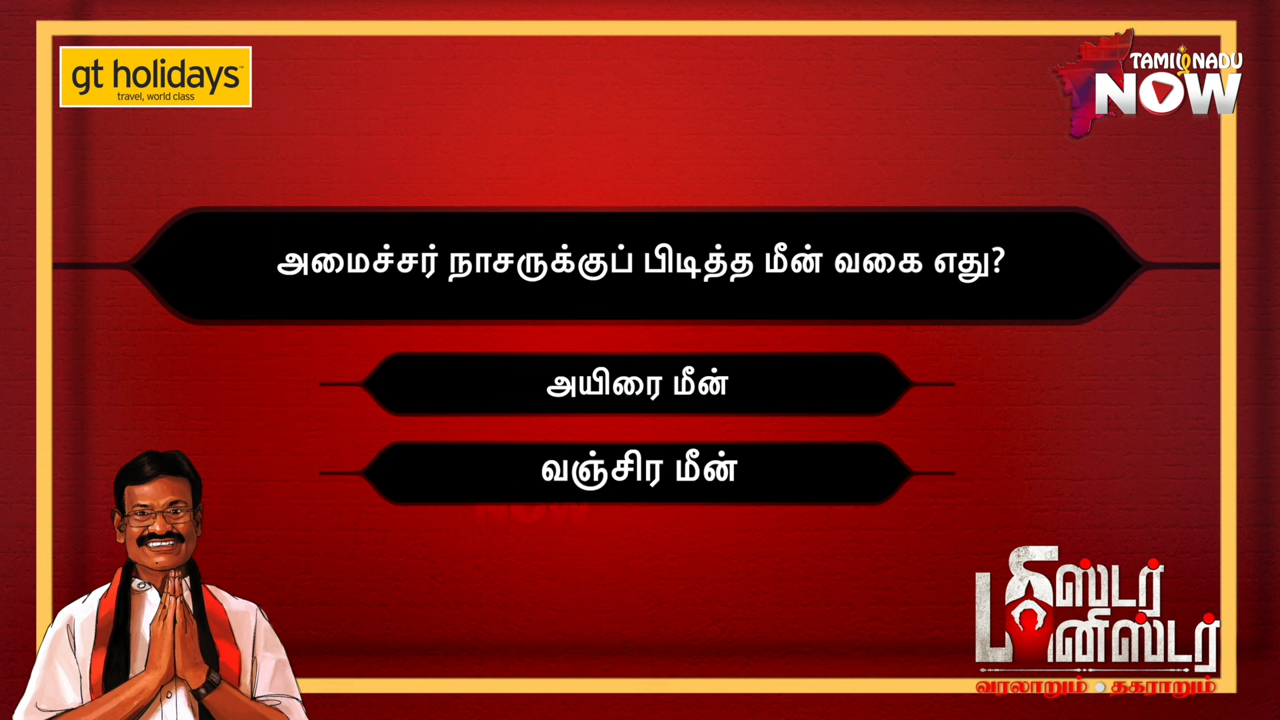 gt holidays
travel, world class
TAMILNADU
NOW
அமைச்சர் நாசருக்குப் பிடித்த மீன் வகை எது?
அயிரை மீன்
வஞ்சிர மீன்
மிஸ்டர்
மினிஸ்டர்
வரலாறும் • தகராறும்